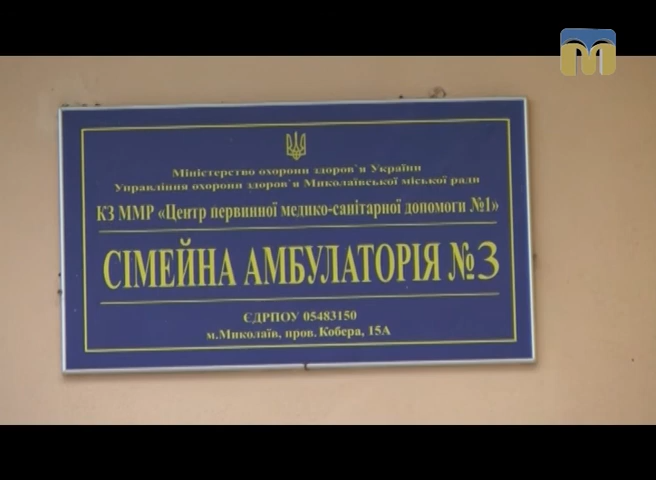 М
Міністерство охорони здоров`я України
Управління охорони здоров`я Миколаївської міської ради
КЗ ММР «Центр первинної медико-санітарної допомоги №1»
СІМЕЙНА АМБУЛАТОРІЯ №3
ЄДРПОУ 05483150
м.Миколаїв, пров. Кобера, 15А